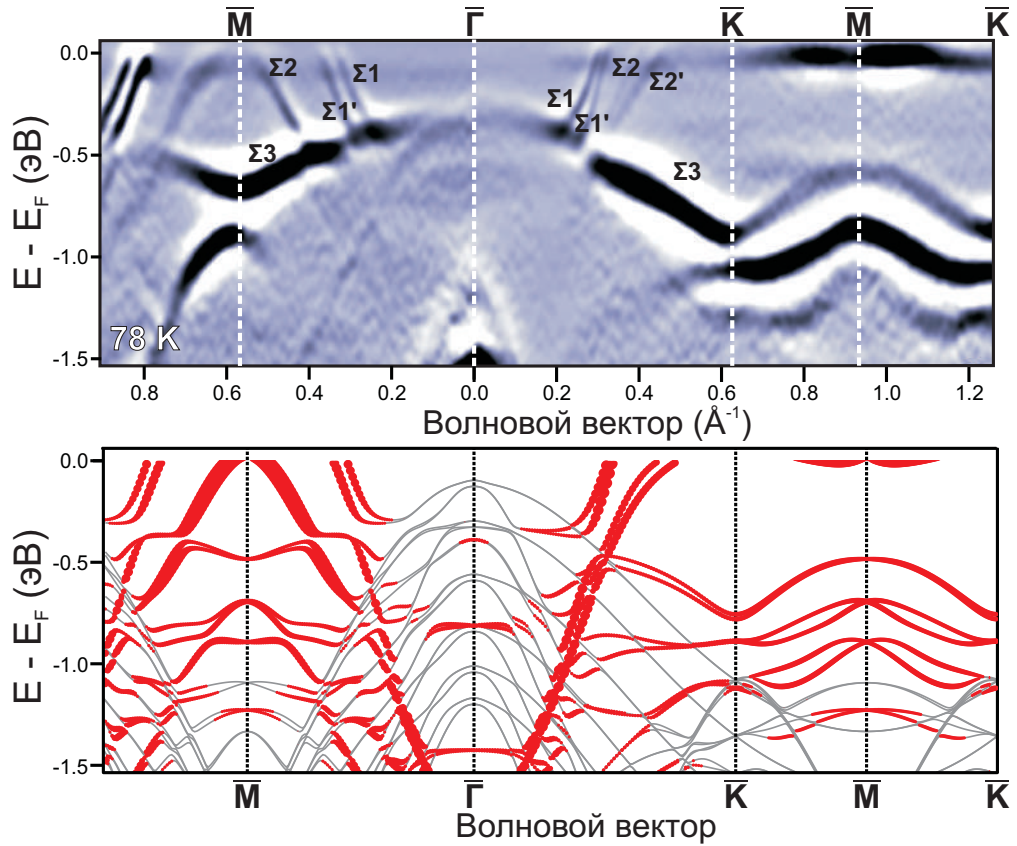 M̅ Γ̅ K̅ M̅ K̅
E - E_F (эВ)
0.0
-0.5
-1.0
-1.5
Σ2 Σ1 Σ1' Σ3
Σ1 Σ1' Σ2 Σ2' Σ3
78 K
0.8 0.6 0.4 0.2 0.0 0.2 0.4 0.6 0.8 1.0 1.2
Волновой вектор (Å⁻¹)
E - E_F (эВ)
0.0
-0.5
-1.0
-1.5
M̅ Γ̅ K̅ M̅ K̅
Волновой вектор